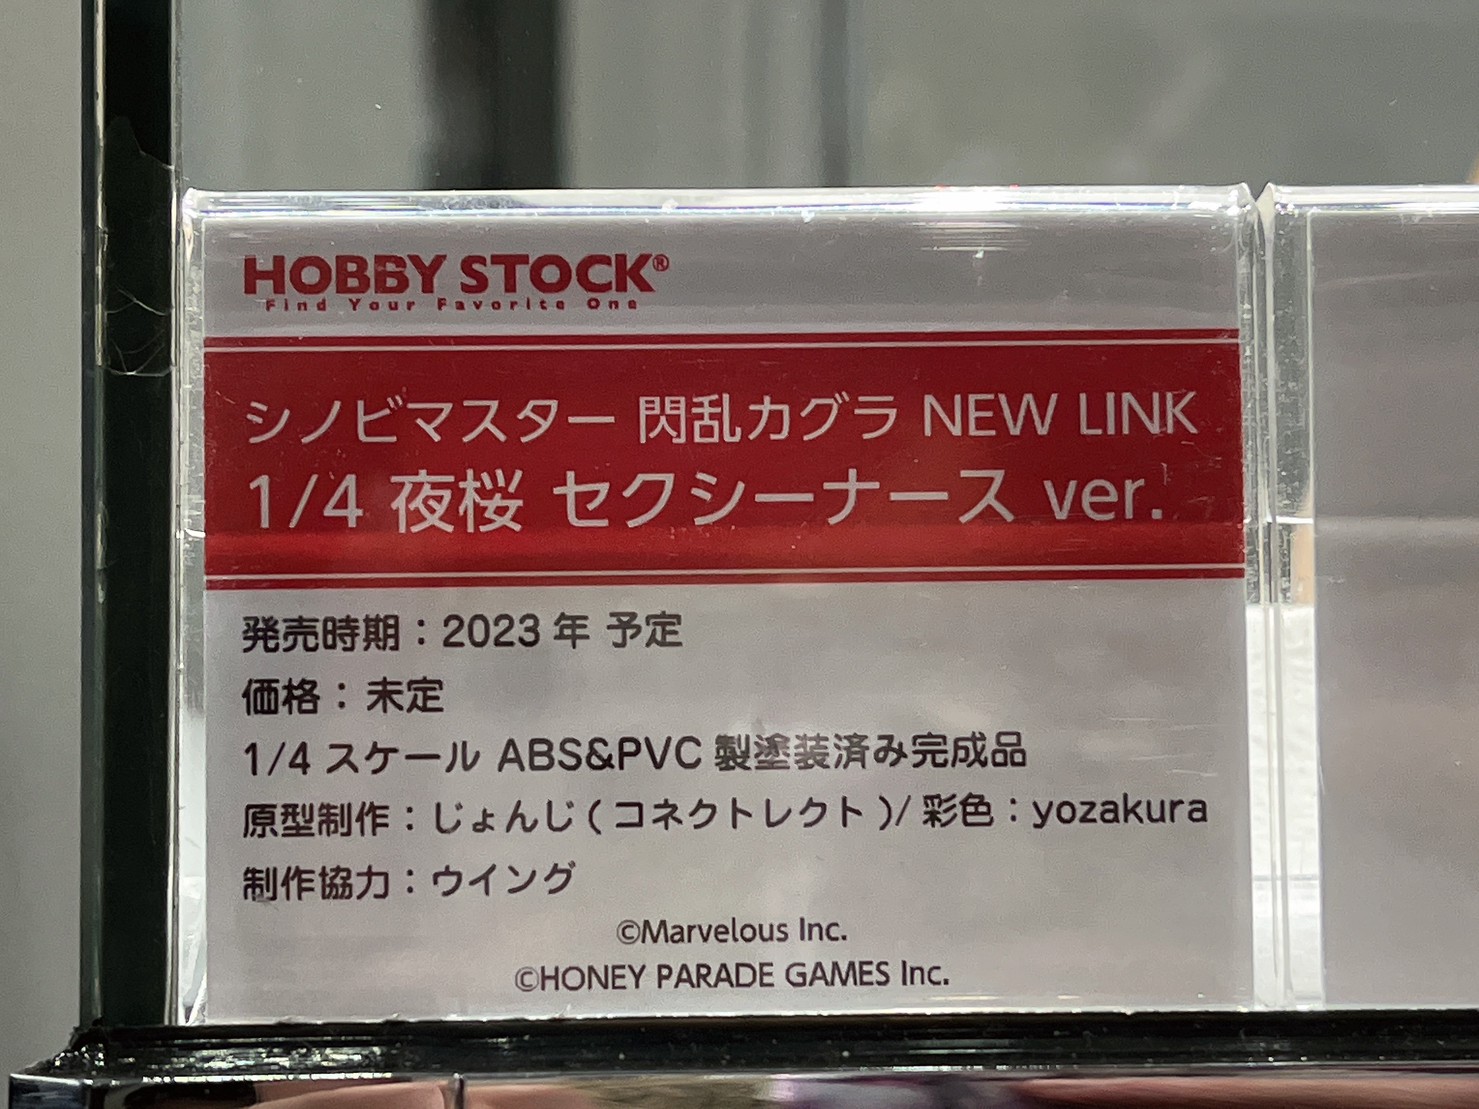 HOBBY STOCK®
Find Your Favorite One
シノビマスター 閃乱カグラ NEW LINK
1/4 夜桜 セクシーナース ver.
発売時期：2023年 予定
価格：未定
1/4 スケール ABS&PVC 製塗装済み完成品
原型制作：じょんじ(コネクトレクト)/ 彩色：yozakura
制作協力：ウイング
©Marvelous Inc.
©HONEY PARADE GAMES Inc.